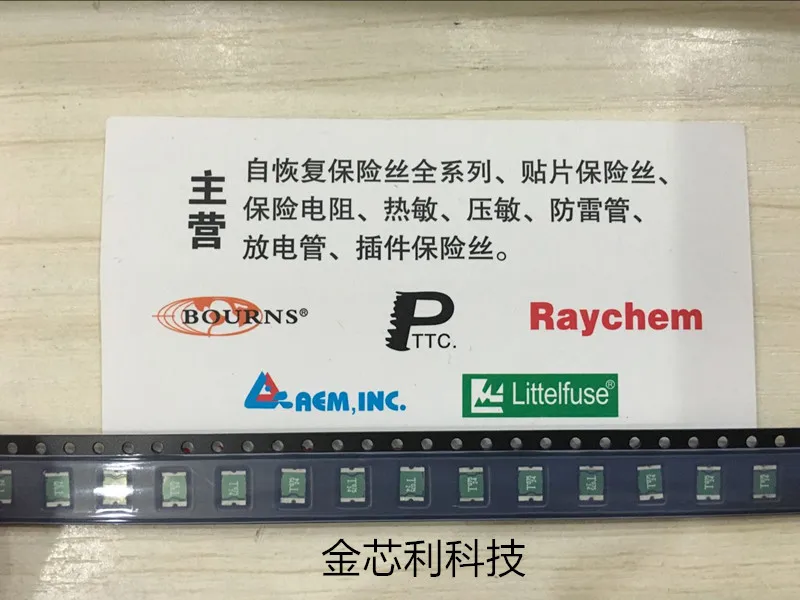 主营
自恢复保险丝全系列、贴片保险丝、
保险电阻、热敏、压敏、防雷管、
放电管、插件保险丝。
BOURNS®
P TTC.
Raychem
AEM, INC.
Littelfuse®
金芯利科技